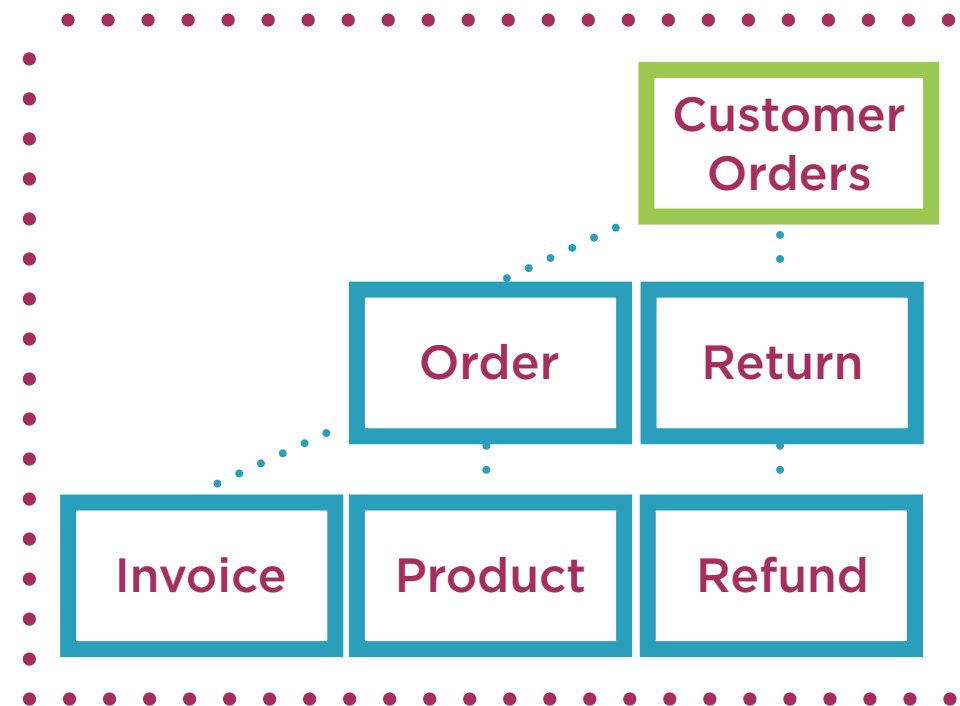 Customer
Orders
Order
Return
Invoice
Product
Refund